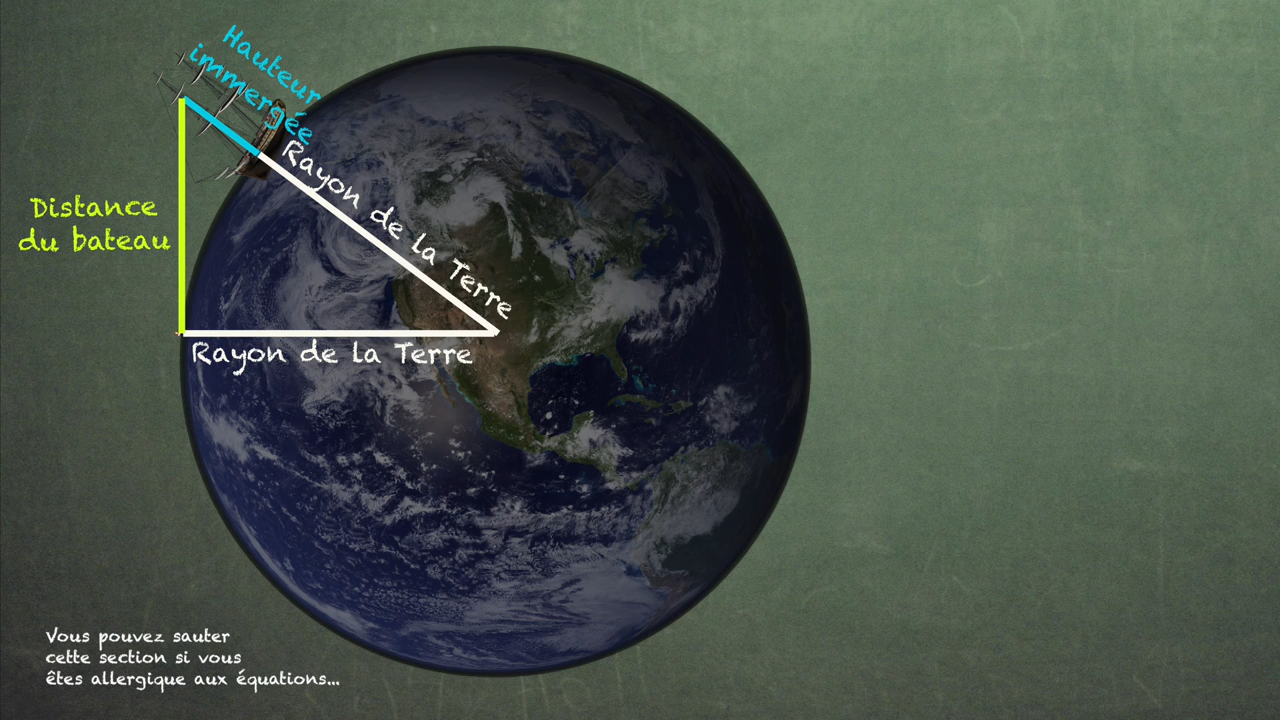 Hauteur
immergée
Rayon de la Terre
Distance
du bateau
Rayon de la Terre
Vous pouvez sauter
cette section si vous
êtes allergique aux équations...